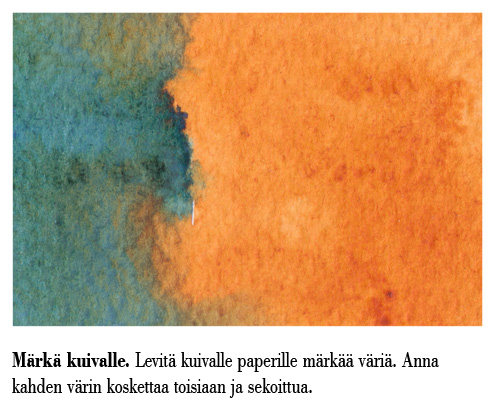 Märkä kuivalle. Levitä kuivalle paperille märkää väriä. Anna
kahden värin koskettaa toisiaan ja sekoittua.